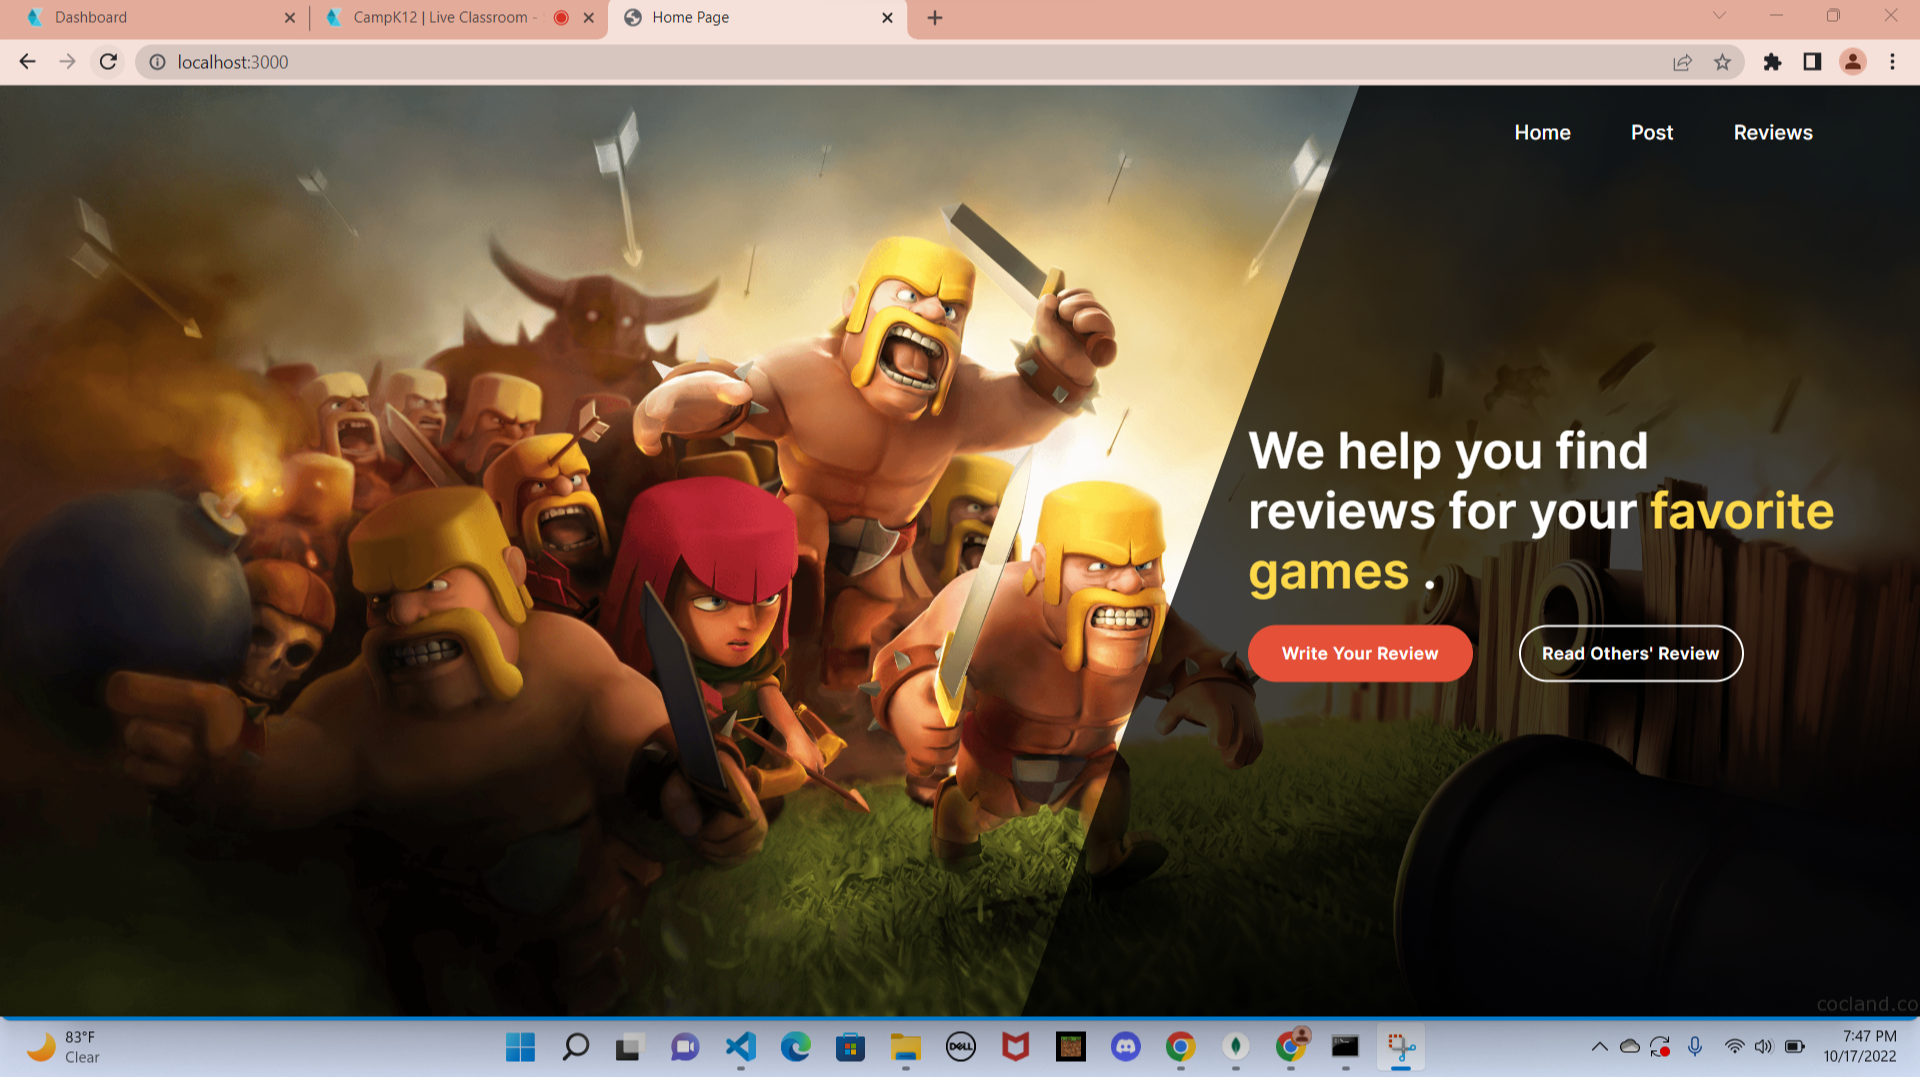 Dashboard
CampK12 | Live Classroom -
Home Page
localhost:3000
Home
Post
Reviews
We help you find
reviews for your favorite
games .
Write Your Review
Read Others' Review
cocland.co
83°F
Clear
DELL
7:47 PM
10/17/2022